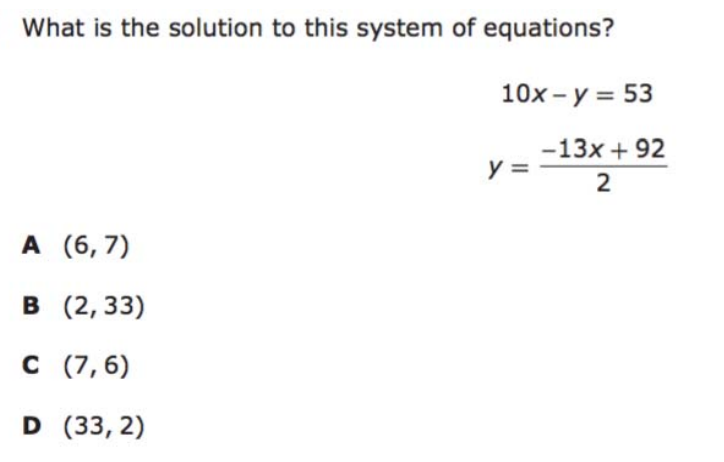 What is the solution to this system of equations?
10x – y = 53
y = −13x + 92
2
A (6, 7)
B (2, 33)
C (7, 6)
D (33, 2)